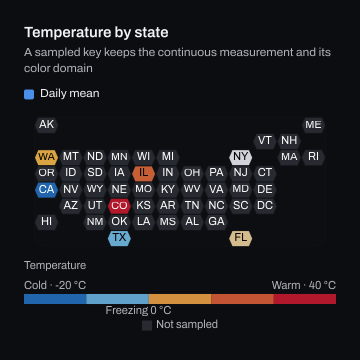 Temperature by state
A sampled key keeps the continuous measurement and its
color domain
Daily mean
AK ME
VT NH
WA MT ND MN WI MI NY MA RI
OR ID SD IA IL IN OH PA NJ CT
CA NV WY NE MO KY WV VA MD DE
AZ UT CO KS AR TN NC SC DC
HI NM OK LA MS AL GA
TX FL
Temperature
Cold · -20 °C Warm · 40 °C
Freezing 0 °C
Not sampled